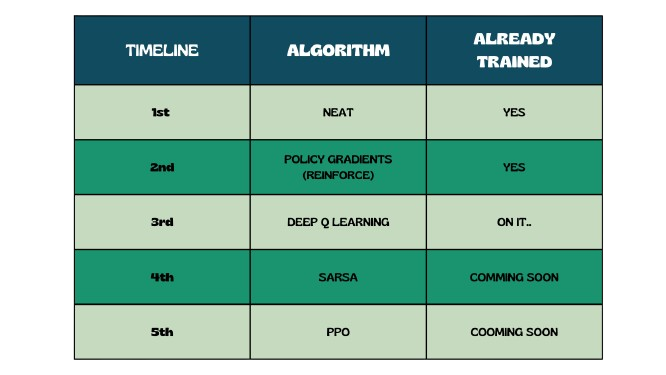 TIMELINE ALGORITHM ALREADY TRAINED
1st NEAT YES
2nd POLICY GRADIENTS (REINFORCE) YES
3rd DEEP Q LEARNING ON IT..
4th SARSA COMMING SOON
5th PPO COOMING SOON